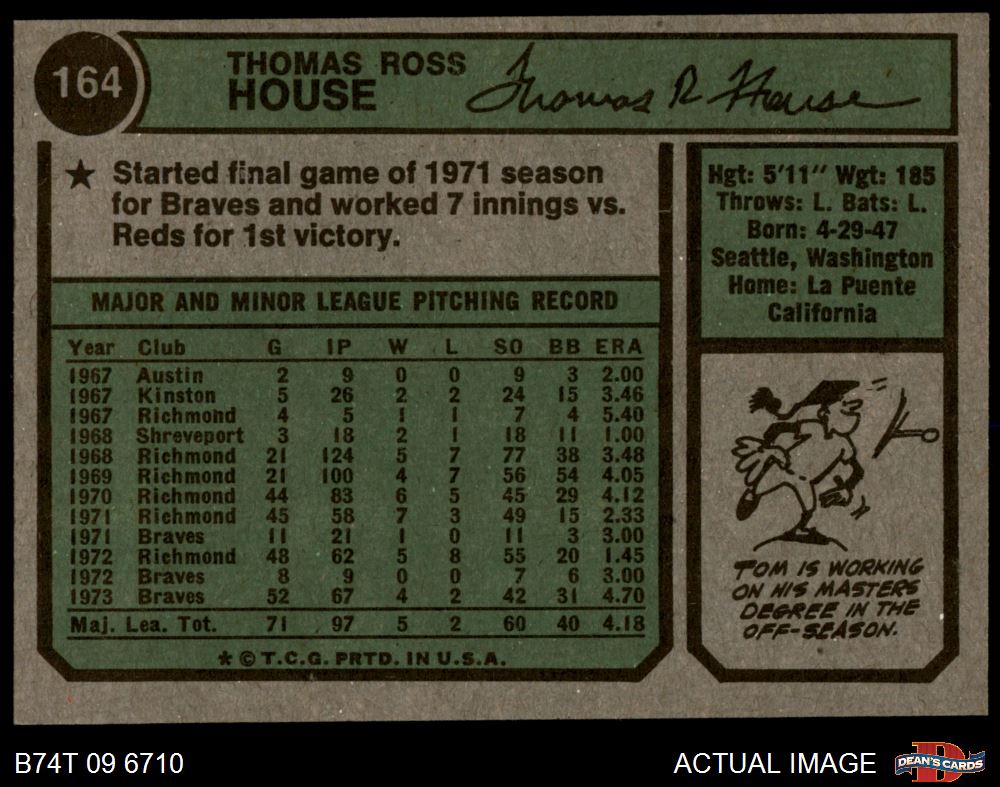 164
THOMAS ROSS
HOUSE
Thomas R House
★ Started final game of 1971 season
for Braves and worked 7 innings vs.
Reds for 1st victory.
Hgt: 5'11" Wgt: 185
Throws: L. Bats: L.
Born: 4-29-47
Seattle, Washington
Home: La Puente
California
MAJOR AND MINOR LEAGUE PITCHING RECORD
Year Club G IP W L SO BB ERA
1967 Austin 2 9 0 0 9 3 2.00
1967 Kinston 5 26 2 2 24 15 3.46
1967 Richmond 4 5 1 1 7 4 5.40
1968 Shreveport 3 18 2 1 18 11 1.00
1968 Richmond 21 124 5 7 77 38 3.48
1969 Richmond 21 100 4 7 56 54 4.05
1970 Richmond 44 83 6 5 45 29 4.12
1971 Richmond 45 58 7 3 49 15 2.33
1971 Braves 11 21 1 0 11 3 3.00
1972 Richmond 48 62 5 8 55 20 1.45
1972 Braves 8 9 0 0 7 6 3.00
1973 Braves 52 67 4 2 42 31 4.70
Maj. Lea. Tot. 71 97 5 2 60 40 4.18
★ © T.C.G. PRTD. IN U.S.A.
TOM IS WORKING
ON HIS MASTERS
DEGREE IN THE
OFF-SEASON.
B74T 09 6710
ACTUAL IMAGE
DEAN'S CARDS